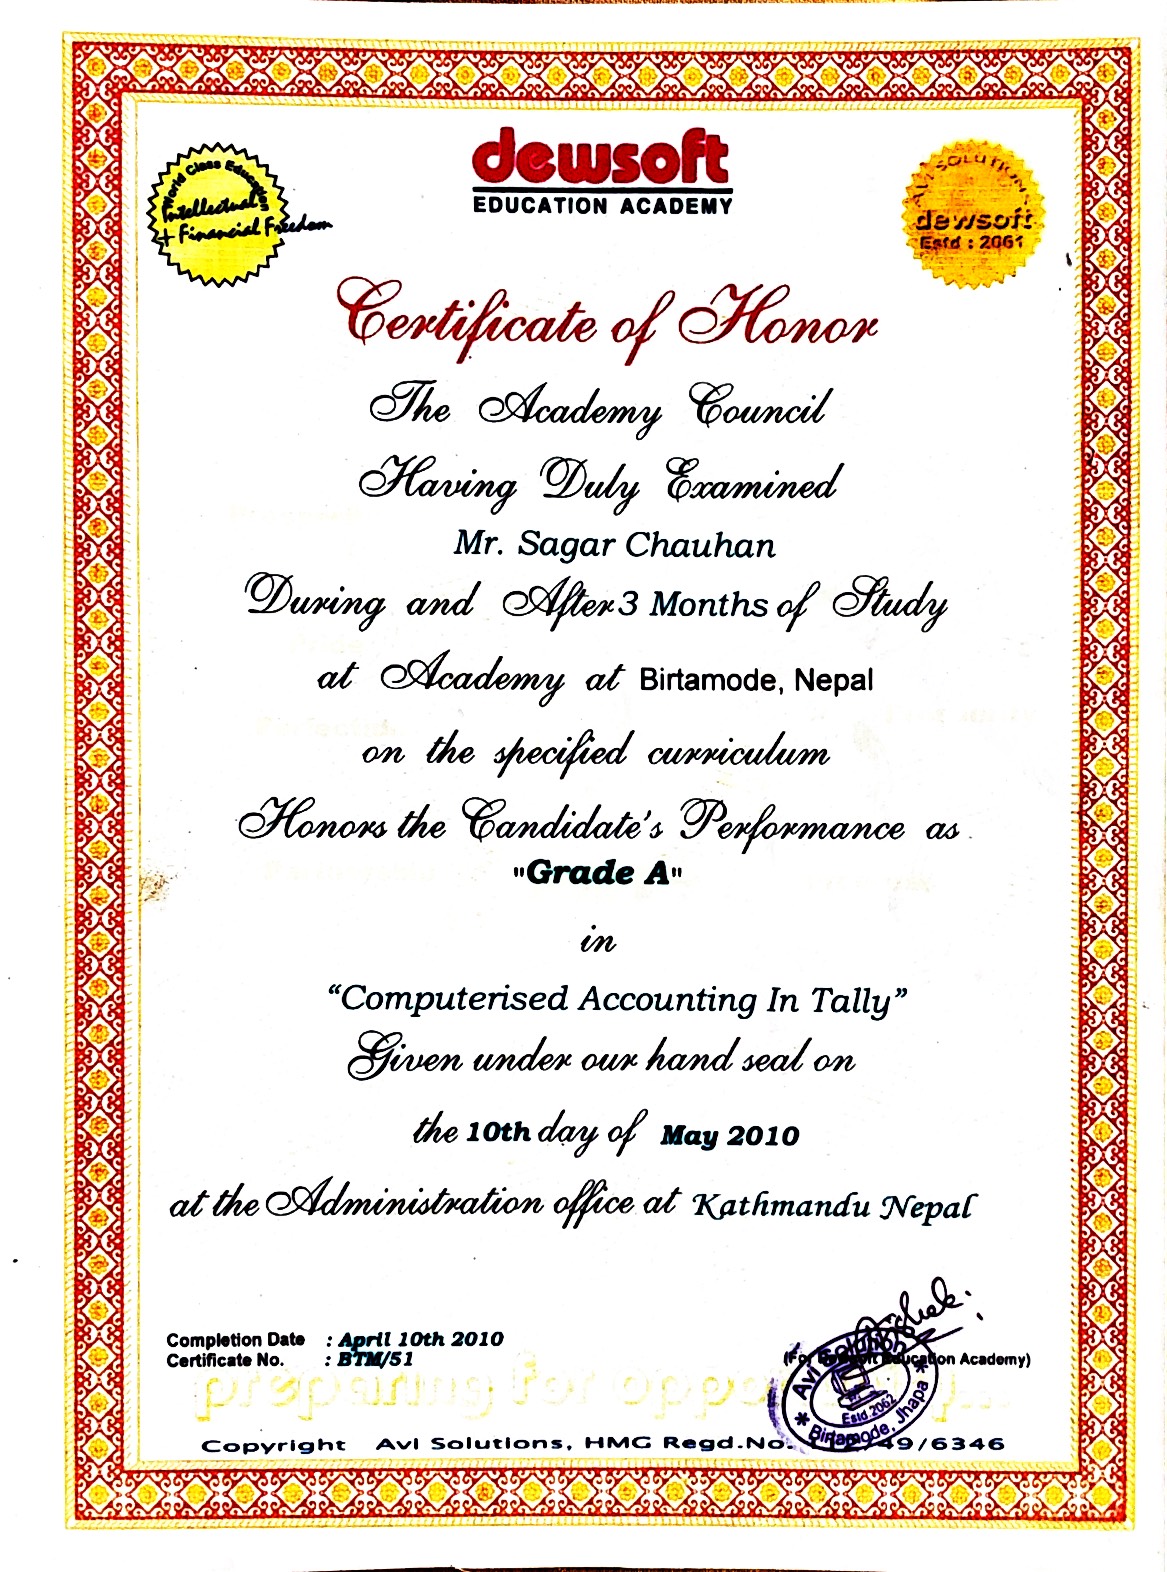 World Class Education
Intellectual
+ Financial Freedom
dewsoft
EDUCATION ACADEMY
AVI SOLUTIONS
dewsoft
Estd : 2061
Certificate of Honor
The Academy Council
Having Duly Examined
Mr. Sagar Chauhan
During and After 3 Months of Study
at Academy at Birtamode, Nepal
on the specified curriculum
Honors the Candidate's Performance as
"Grade A"
in
“Computerised Accounting In Tally”
Given under our hand seal on
the 10th day of May 2010
at the Administration office at Kathmandu Nepal
Completion Date : April 10th 2010
Certificate No. : BTM/51
(For Dewsoft Education Academy)
Avi Solution
Estd.2062
* Birtamode, Jhapa *
preparing for
Copyright Avi Solutions, HMG Regd.No. 49/6346